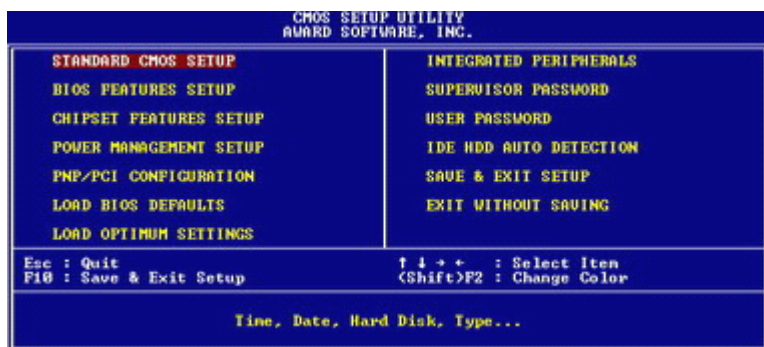 CMOS SETUP UTILITY
AWARD SOFTWARE, INC.
STANDARD CMOS SETUP
BIOS FEATURES SETUP
CHIPSET FEATURES SETUP
POWER MANAGEMENT SETUP
PNP/PCI CONFIGURATION
LOAD BIOS DEFAULTS
LOAD OPTIMUM SETTINGS
INTEGRATED PERIPHERALS
SUPERVISOR PASSWORD
USER PASSWORD
IDE HDD AUTO DETECTION
SAVE & EXIT SETUP
EXIT WITHOUT SAVING
Esc : Quit
F10 : Save & Exit Setup
↑ ↓ → ← : Select Item
(Shift)F2 : Change Color
Time, Date, Hard Disk, Type...